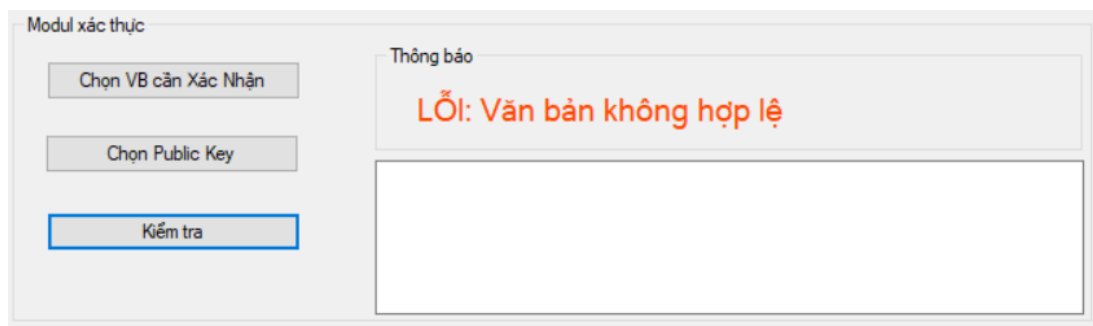 Modul xác thực
Chọn VB cần Xác Nhận
Chọn Public Key
Kiểm tra
Thông báo
LỖI: Văn bản không hợp lệ